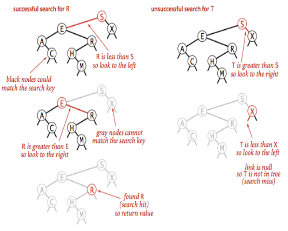 successful search for R
S
E
X
A
R
C
H
M
R is less than S
so look to the left
black nodes could
match the search key
S
E
X
A
R
C
H
M
gray nodes cannot
match the search key
R is greater than E
so look to the right
S
E
X
A
R
C
H
M
found R
(search hit)
so return value
unsuccessful search for T
S
E
X
A
R
C
H
M
T is greater than S
so look to the right
S
E
X
A
R
C
H
M
T is less than X
so look to the left
link is null
so T is not in tree
(search miss)